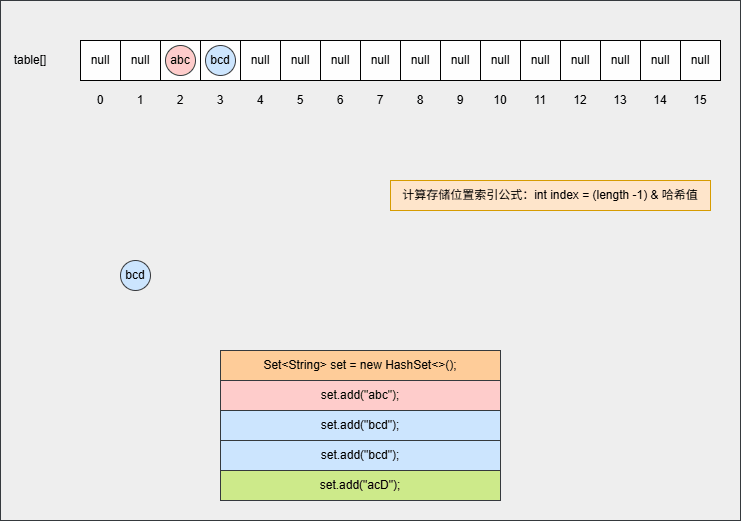 table[] null null abc bcd null null null null null null null null null null null null
0 1 2 3 4 5 6 7 8 9 10 11 12 13 14 15
计算存储位置索引公式：int index = (length -1) & 哈希值
bcd
Set<String> set = new HashSet<>();
set.add("abc");
set.add("bcd");
set.add("bcd");
set.add("acD");